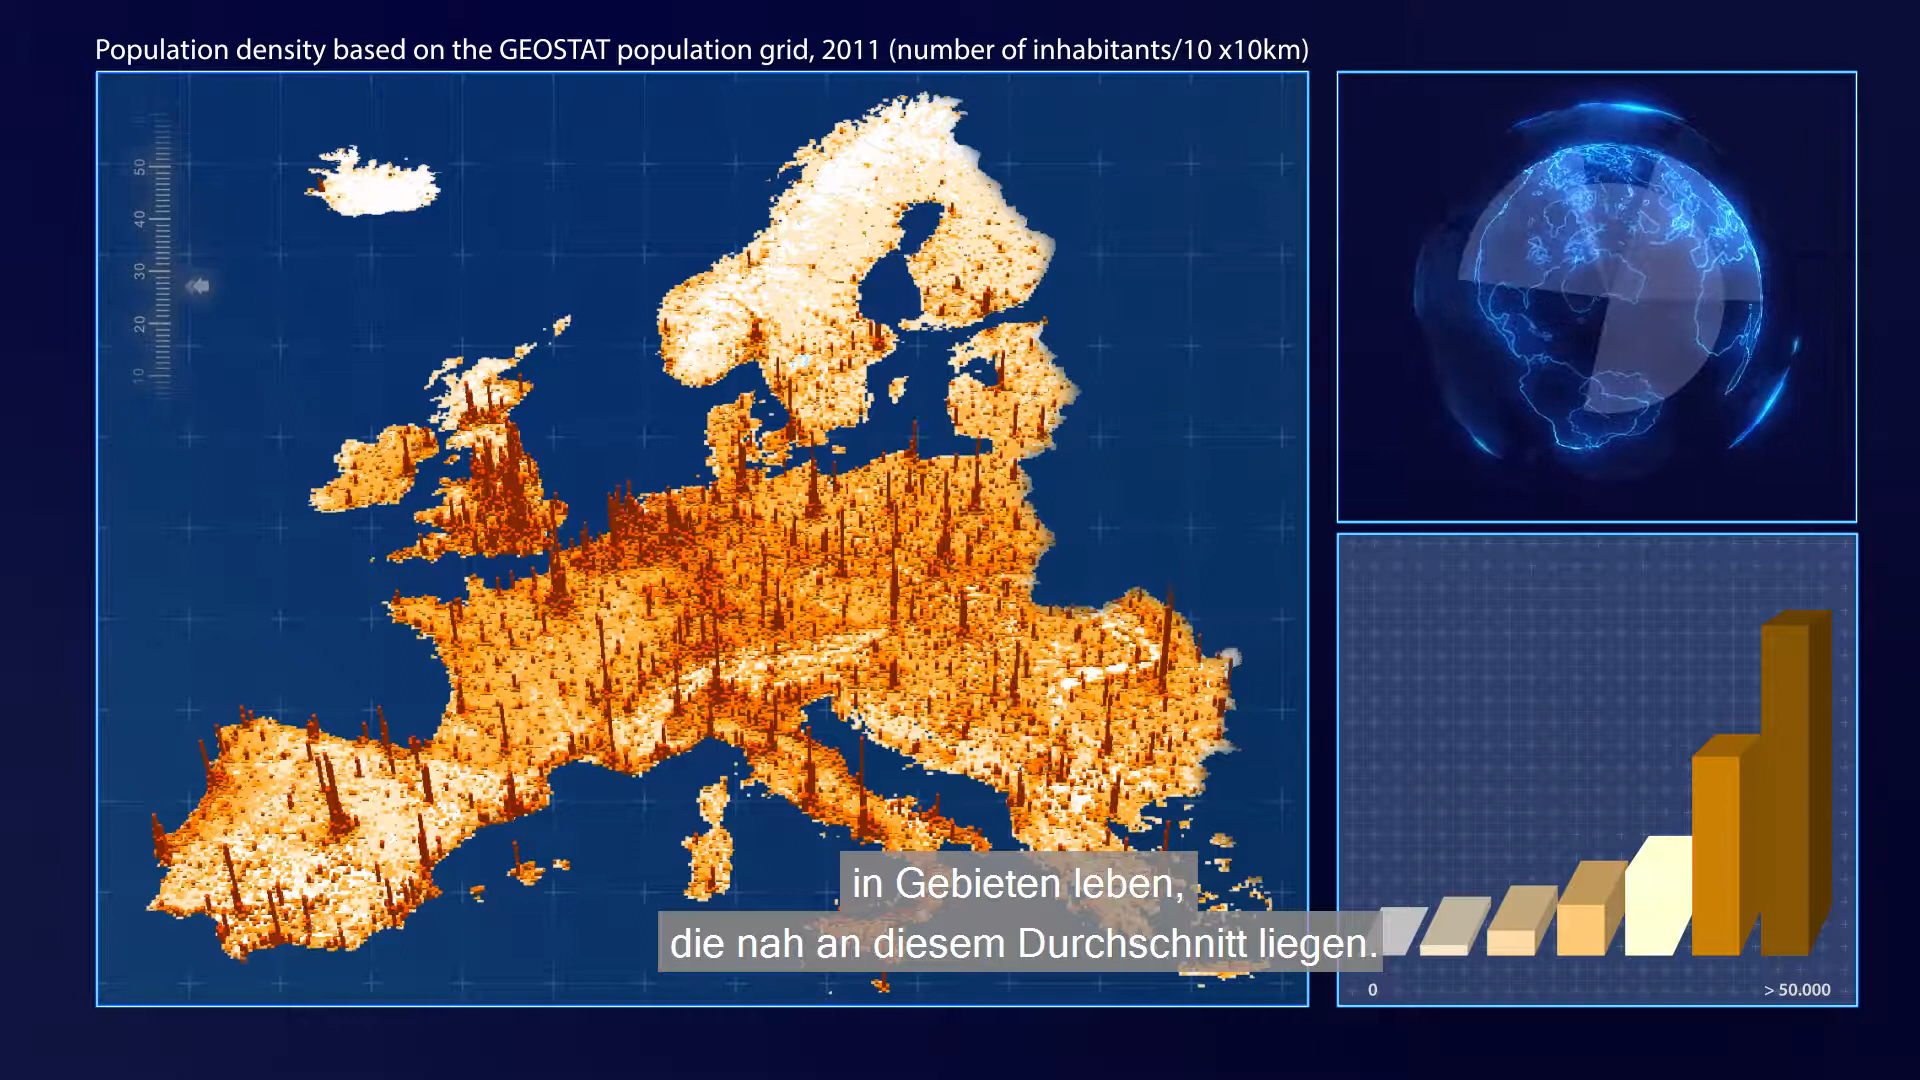 Population density based on the GEOSTAT population grid, 2011 (number of inhabitants/10 x10km)
50
40
30
20
10
in Gebieten leben,
die nah an diesem Durchschnitt liegen.
0
> 50.000